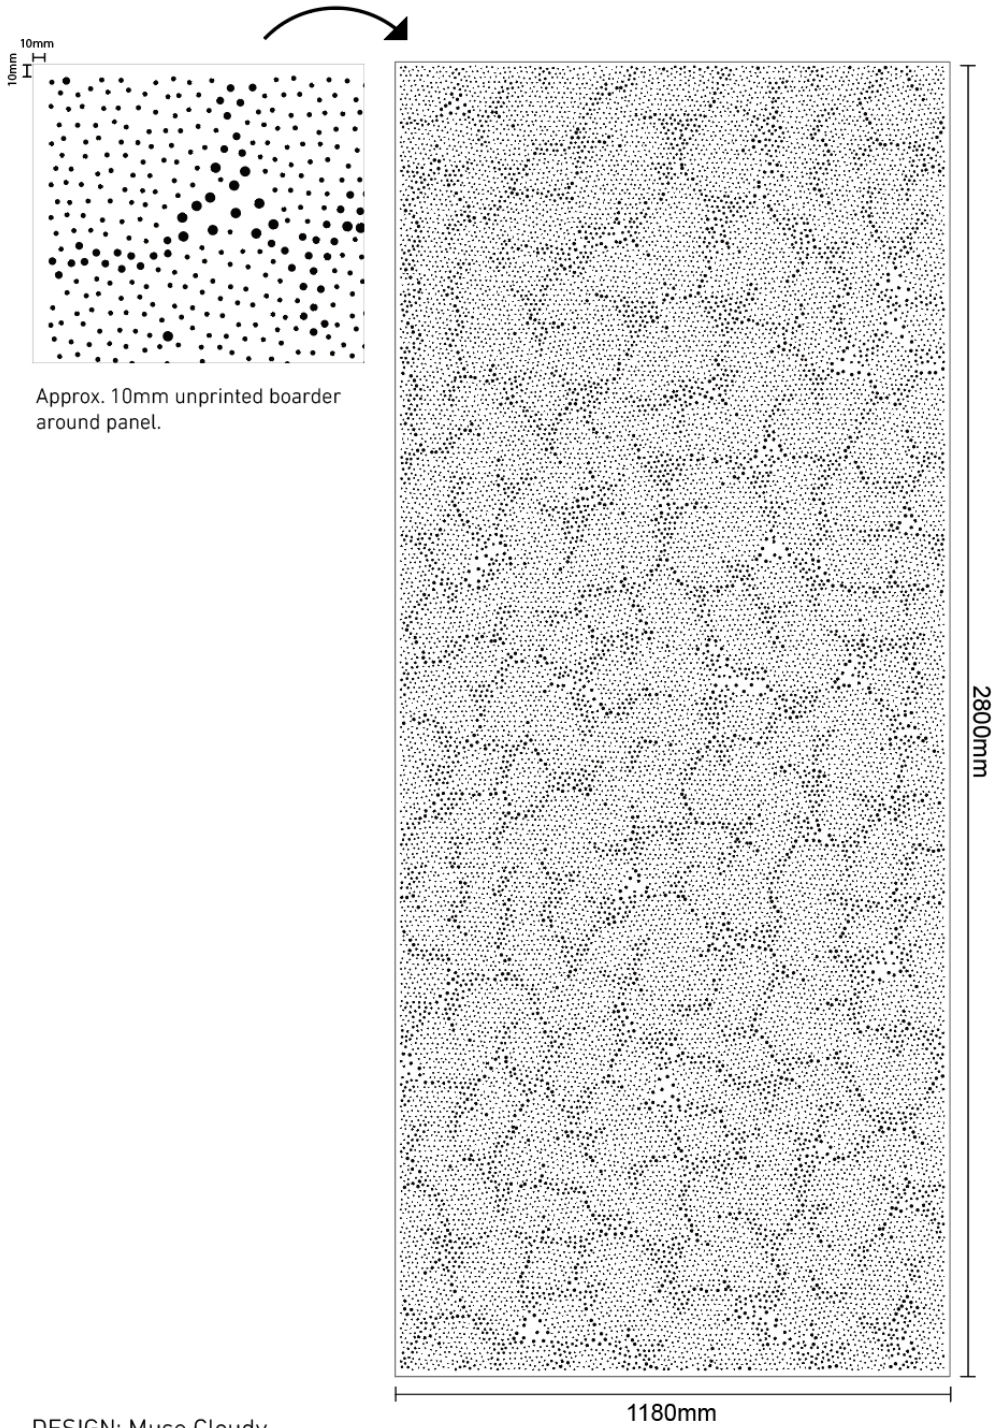 10mm
10mm
Approx. 10mm unprinted boarder
around panel.
2800mm
1180mm
DESIGN: Muse Cloudy